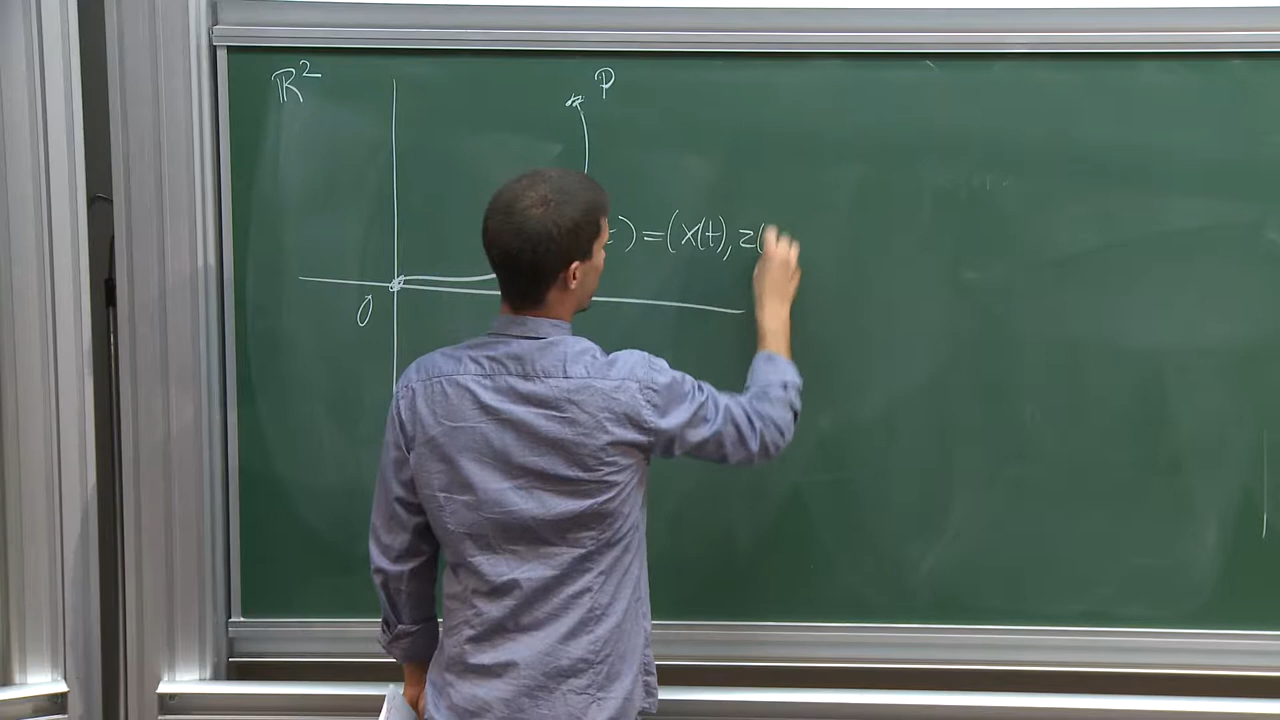 ℝ²
P
) = (x(t), z(
0